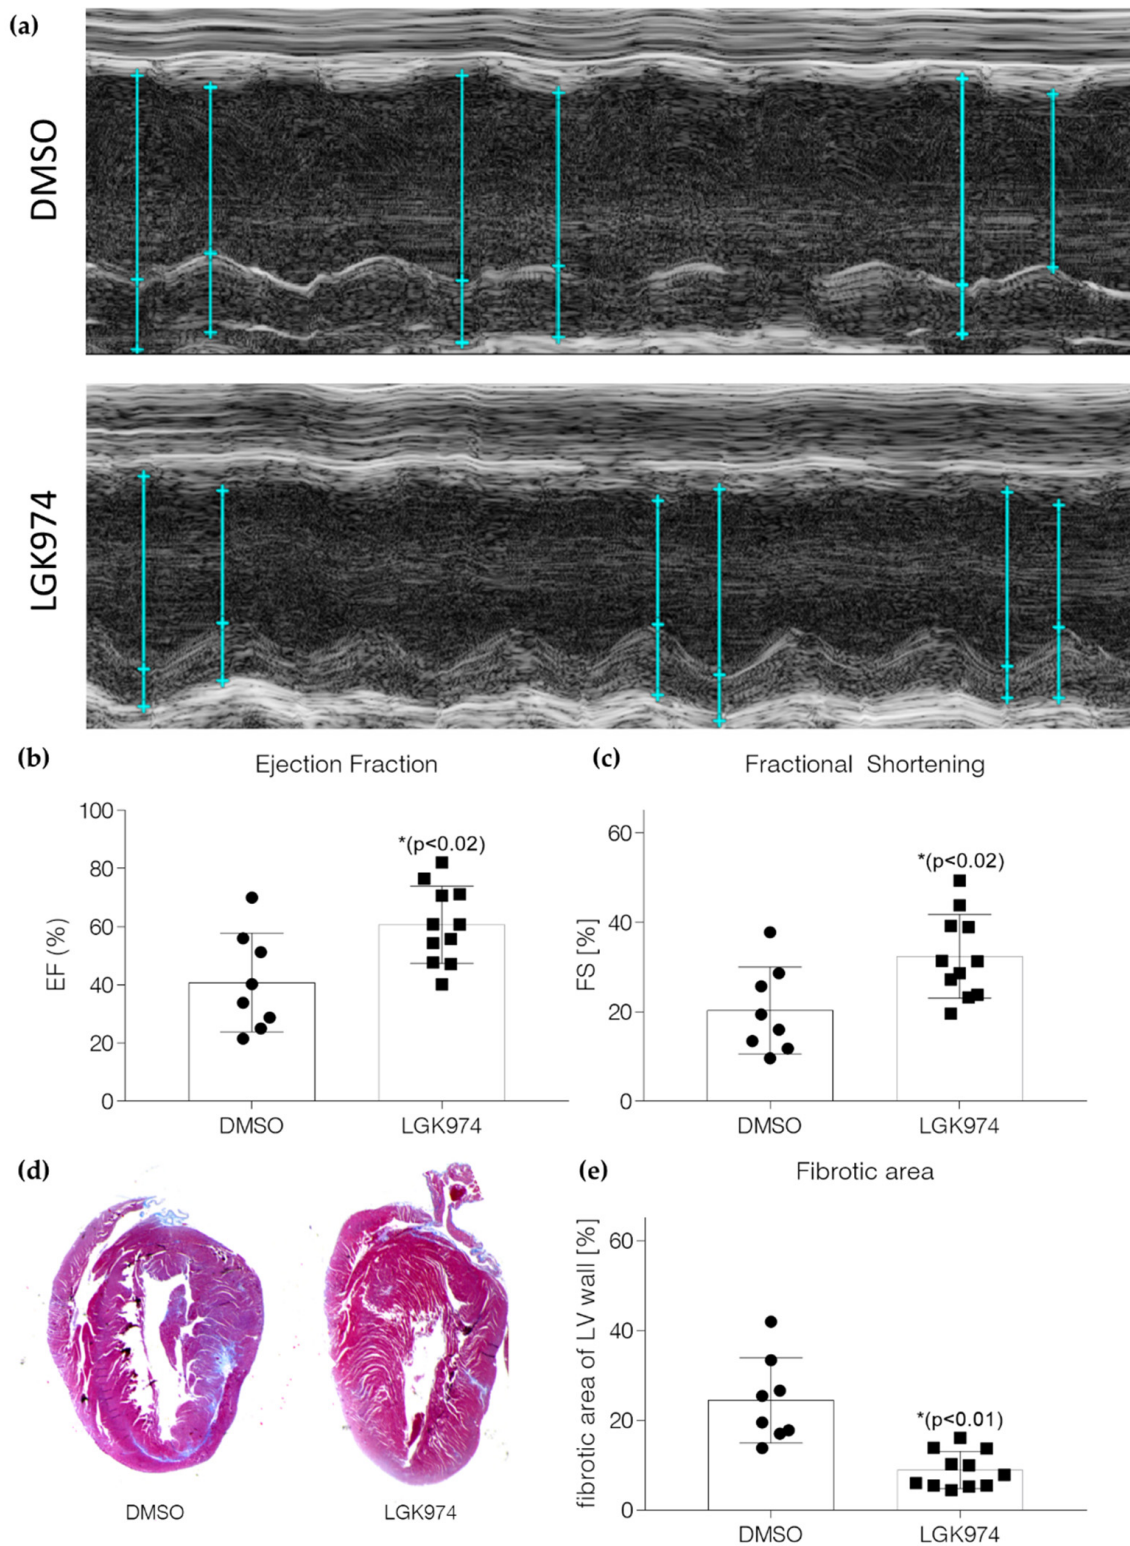 (a)
DMSO
LGK974
(b)
Ejection Fraction
EF (%)
100
80
60
40
20
0
*(p<0.02)
DMSO
LGK974
(c)
Fractional Shortening
FS [%]
60
40
20
0
*(p<0.02)
DMSO
LGK974
(d)
DMSO
LGK974
(e)
Fibrotic area
fibrotic area of LV wall [%]
60
40
20
0
*(p<0.01)
DMSO
LGK974